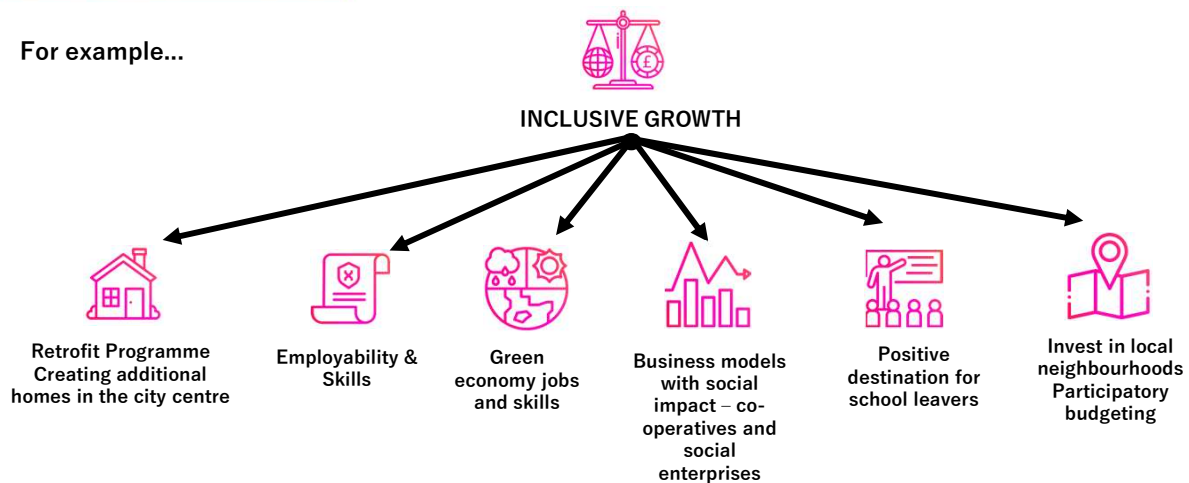 For example...
£
INCLUSIVE GROWTH
Retrofit Programme
Creating additional
homes in the city centre
Employability &
Skills
Green
economy jobs
and skills
Business models
with social
impact – co-
operatives and
social
enterprises
Positive
destination for
school leavers
Invest in local
neighbourhoods
Participatory
budgeting